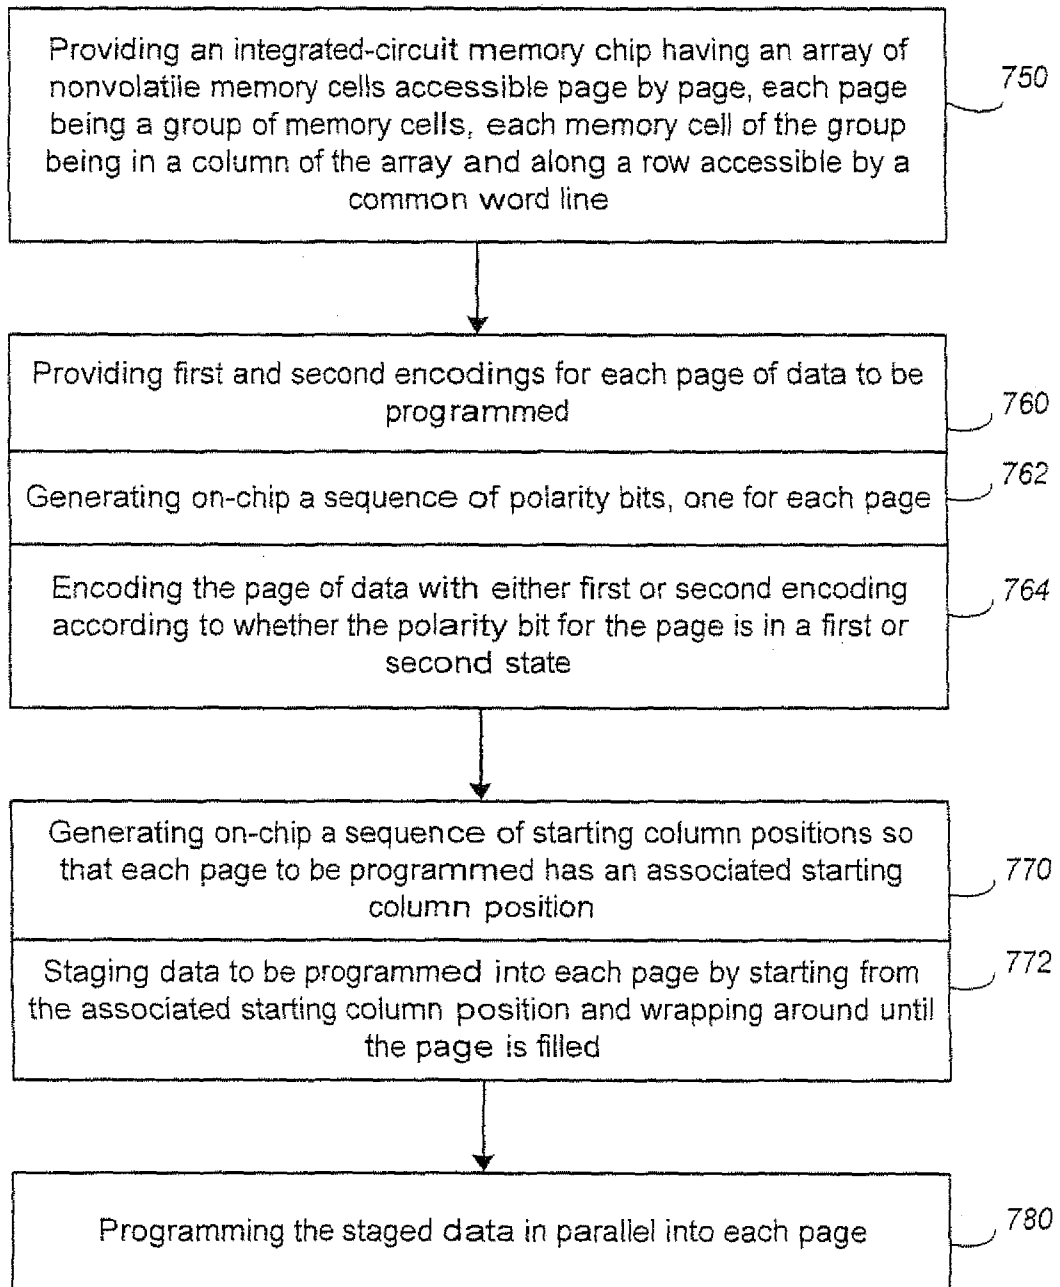 Providing an integrated-circuit memory chip having an array of
nonvolatile memory cells accessible page by page, each page
being a group of memory cells, each memory cell of the group
being in a column of the array and along a row accessible by a
common word line
750
Providing first and second encodings for each page of data to be
programmed
760
Generating on-chip a sequence of polarity bits, one for each page
762
Encoding the page of data with either first or second encoding
according to whether the polarity bit for the page is in a first or
second state
764
Generating on-chip a sequence of starting column positions so
that each page to be programmed has an associated starting
column position
770
Staging data to be programmed into each page by starting from
the associated starting column position and wrapping around until
the page is filled
772
Programming the staged data in parallel into each page
780